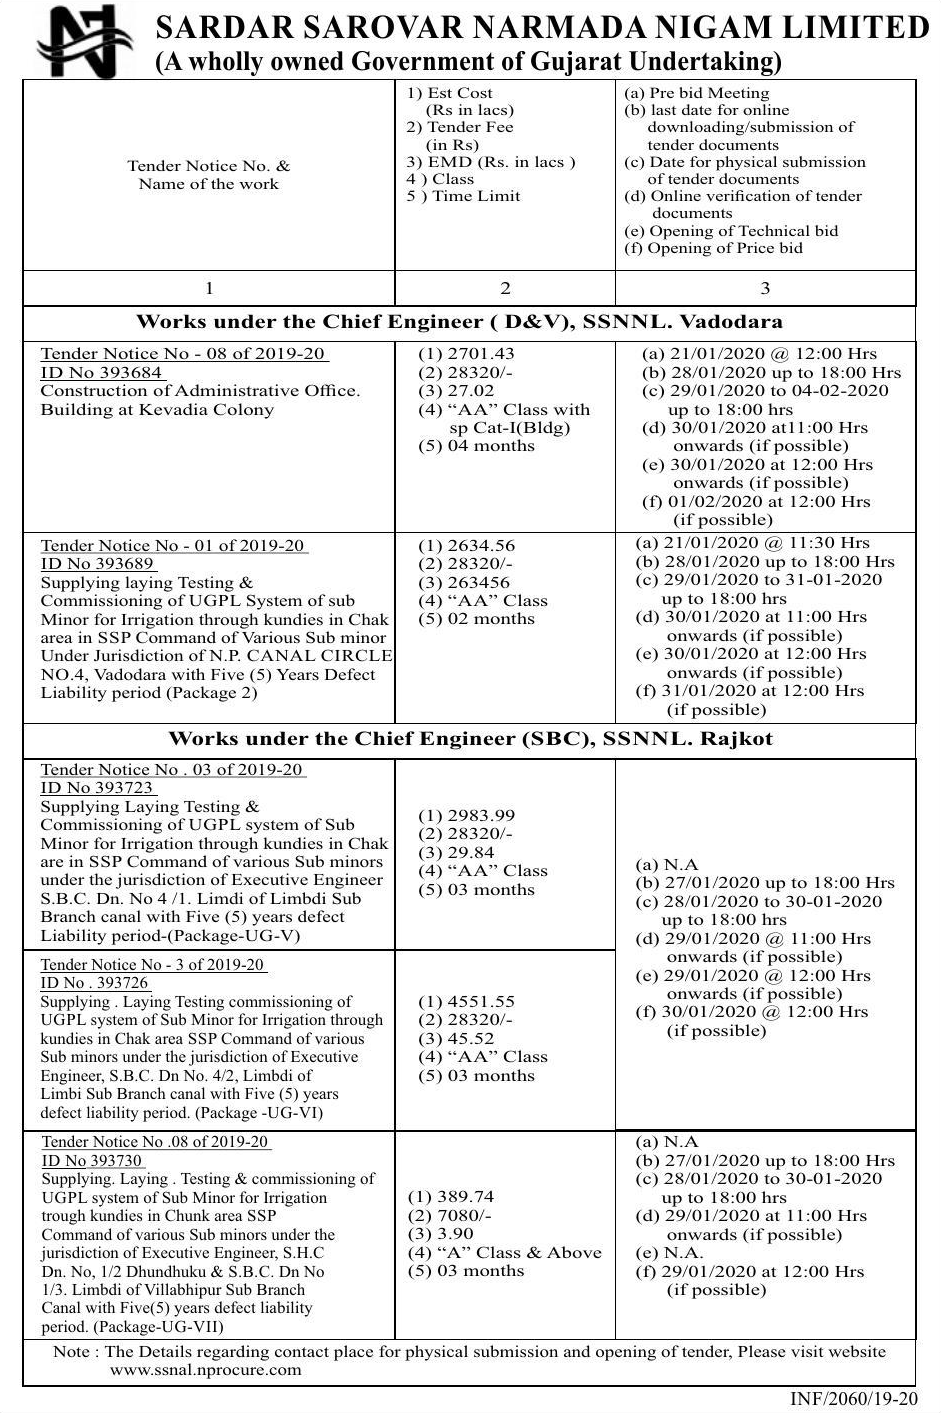 SARDAR SAROVAR NARMADA NIGAM LIMITED
(A wholly owned Government of Gujarat Undertaking)
Tender Notice No. &
Name of the work
1) Est Cost
(Rs in lacs)
2) Tender Fee
(in Rs)
3) EMD (Rs. in lacs )
4 ) Class
5 ) Time Limit
(a) Pre bid Meeting
(b) last date for online
downloading/submission of
tender documents
(c) Date for physical submission
of tender documents
(d) Online verification of tender
documents
(e) Opening of Technical bid
(f) Opening of Price bid
1
2
3
Works under the Chief Engineer ( D&V), SSNNL. Vadodara
Tender Notice No - 08 of 2019-20
ID No 393684
Construction of Administrative Office.
Building at Kevadia Colony
(1) 2701.43
(2) 28320/-
(3) 27.02
(4) “AA” Class with
sp Cat-I(Bldg)
(5) 04 months
(a) 21/01/2020 @ 12:00 Hrs
(b) 28/01/2020 up to 18:00 Hrs
(c) 29/01/2020 to 04-02-2020
up to 18:00 hrs
(d) 30/01/2020 at11:00 Hrs
onwards (if possible)
(e) 30/01/2020 at 12:00 Hrs
onwards (if possible)
(f) 01/02/2020 at 12:00 Hrs
(if possible)
Tender Notice No - 01 of 2019-20
ID No 393689
Supplying laying Testing &
Commissioning of UGPL System of sub
Minor for Irrigation through kundies in Chak
area in SSP Command of Various Sub minor
Under Jurisdiction of N.P. CANAL CIRCLE
NO.4, Vadodara with Five (5) Years Defect
Liability period (Package 2)
(1) 2634.56
(2) 28320/-
(3) 263456
(4) “AA” Class
(5) 02 months
(a) 21/01/2020 @ 11:30 Hrs
(b) 28/01/2020 up to 18:00 Hrs
(c) 29/01/2020 to 31-01-2020
up to 18:00 hrs
(d) 30/01/2020 at 11:00 Hrs
onwards (if possible)
(e) 30/01/2020 at 12:00 Hrs
onwards (if possible)
(f) 31/01/2020 at 12:00 Hrs
(if possible)
Works under the Chief Engineer (SBC), SSNNL. Rajkot
Tender Notice No . 03 of 2019-20
ID No 393723
Supplying Laying Testing &
Commissioning of UGPL system of Sub
Minor for Irrigation through kundies in Chak
are in SSP Command of various Sub minors
under the jurisdiction of Executive Engineer
S.B.C. Dn. No 4 /1. Limdi of Limbdi Sub
Branch canal with Five (5) years defect
Liability period-(Package-UG-V)
(1) 2983.99
(2) 28320/-
(3) 29.84
(4) “AA” Class
(5) 03 months
(a) N.A
(b) 27/01/2020 up to 18:00 Hrs
(c) 28/01/2020 to 30-01-2020
up to 18:00 hrs
(d) 29/01/2020 @ 11:00 Hrs
onwards (if possible)
(e) 29/01/2020 @ 12:00 Hrs
onwards (if possible)
(f) 30/01/2020 @ 12:00 Hrs
(if possible)
Tender Notice No - 3 of 2019-20
ID No . 393726
Supplying . Laying Testing commissioning of
UGPL system of Sub Minor for Irrigation through
kundies in Chak area SSP Command of various
Sub minors under the jurisdiction of Executive
Engineer, S.B.C. Dn No. 4/2, Limbdi of
Limbi Sub Branch canal with Five (5) years
defect liability period. (Package -UG-VI)
(1) 4551.55
(2) 28320/-
(3) 45.52
(4) “AA” Class
(5) 03 months
Tender Notice No .08 of 2019-20
ID No 393730
Supplying. Laying . Testing & commissioning of
UGPL system of Sub Minor for Irrigation
trough kundies in Chunk area SSP
Command of various Sub minors under the
jurisdiction of Executive Engineer, S.H.C
Dn. No, 1/2 Dhundhuku & S.B.C. Dn No
1/3. Limbdi of Villabhipur Sub Branch
Canal with Five(5) years defect liability
period. (Package-UG-VII)
(1) 389.74
(2) 7080/-
(3) 3.90
(4) “A” Class & Above
(5) 03 months
(a) N.A
(b) 27/01/2020 up to 18:00 Hrs
(c) 28/01/2020 to 30-01-2020
up to 18:00 hrs
(d) 29/01/2020 at 11:00 Hrs
onwards (if possible)
(e) N.A.
(f) 29/01/2020 at 12:00 Hrs
(if possible)
Note : The Details regarding contact place for physical submission and opening of tender, Please visit website
www.ssnal.nprocure.com
INF/2060/19-20